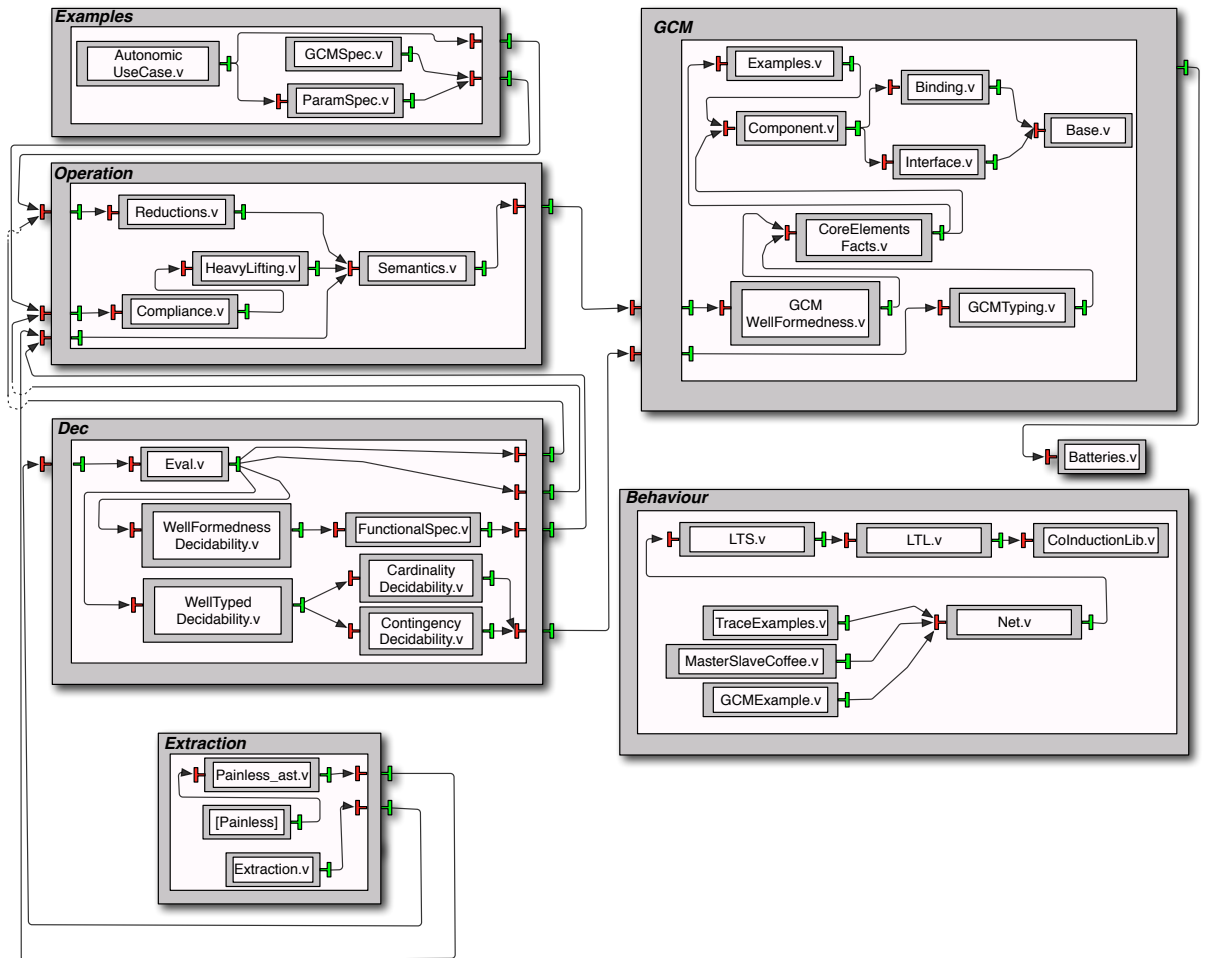 Examples
Autonomic
UseCase.v
GCMSpec.v
ParamSpec.v
Operation
Reductions.v
HeavyLifting.v
Semantics.v
Compliance.v
Dec
Eval.v
WellFormedness
Decidability.v
FunctionalSpec.v
Cardinality
Decidability.v
WellTyped
Decidability.v
Contingency
Decidability.v
Extraction
Painless_ast.v
[Painless]
Extraction.v
GCM
Examples.v
Binding.v
Component.v
Base.v
Interface.v
CoreElements
Facts.v
GCM
WellFormedness.v
GCMTyping.v
Batteries.v
Behaviour
LTS.v
LTL.v
CoInductionLib.v
TraceExamples.v
Net.v
MasterSlaveCoffee.v
GCMExample.v